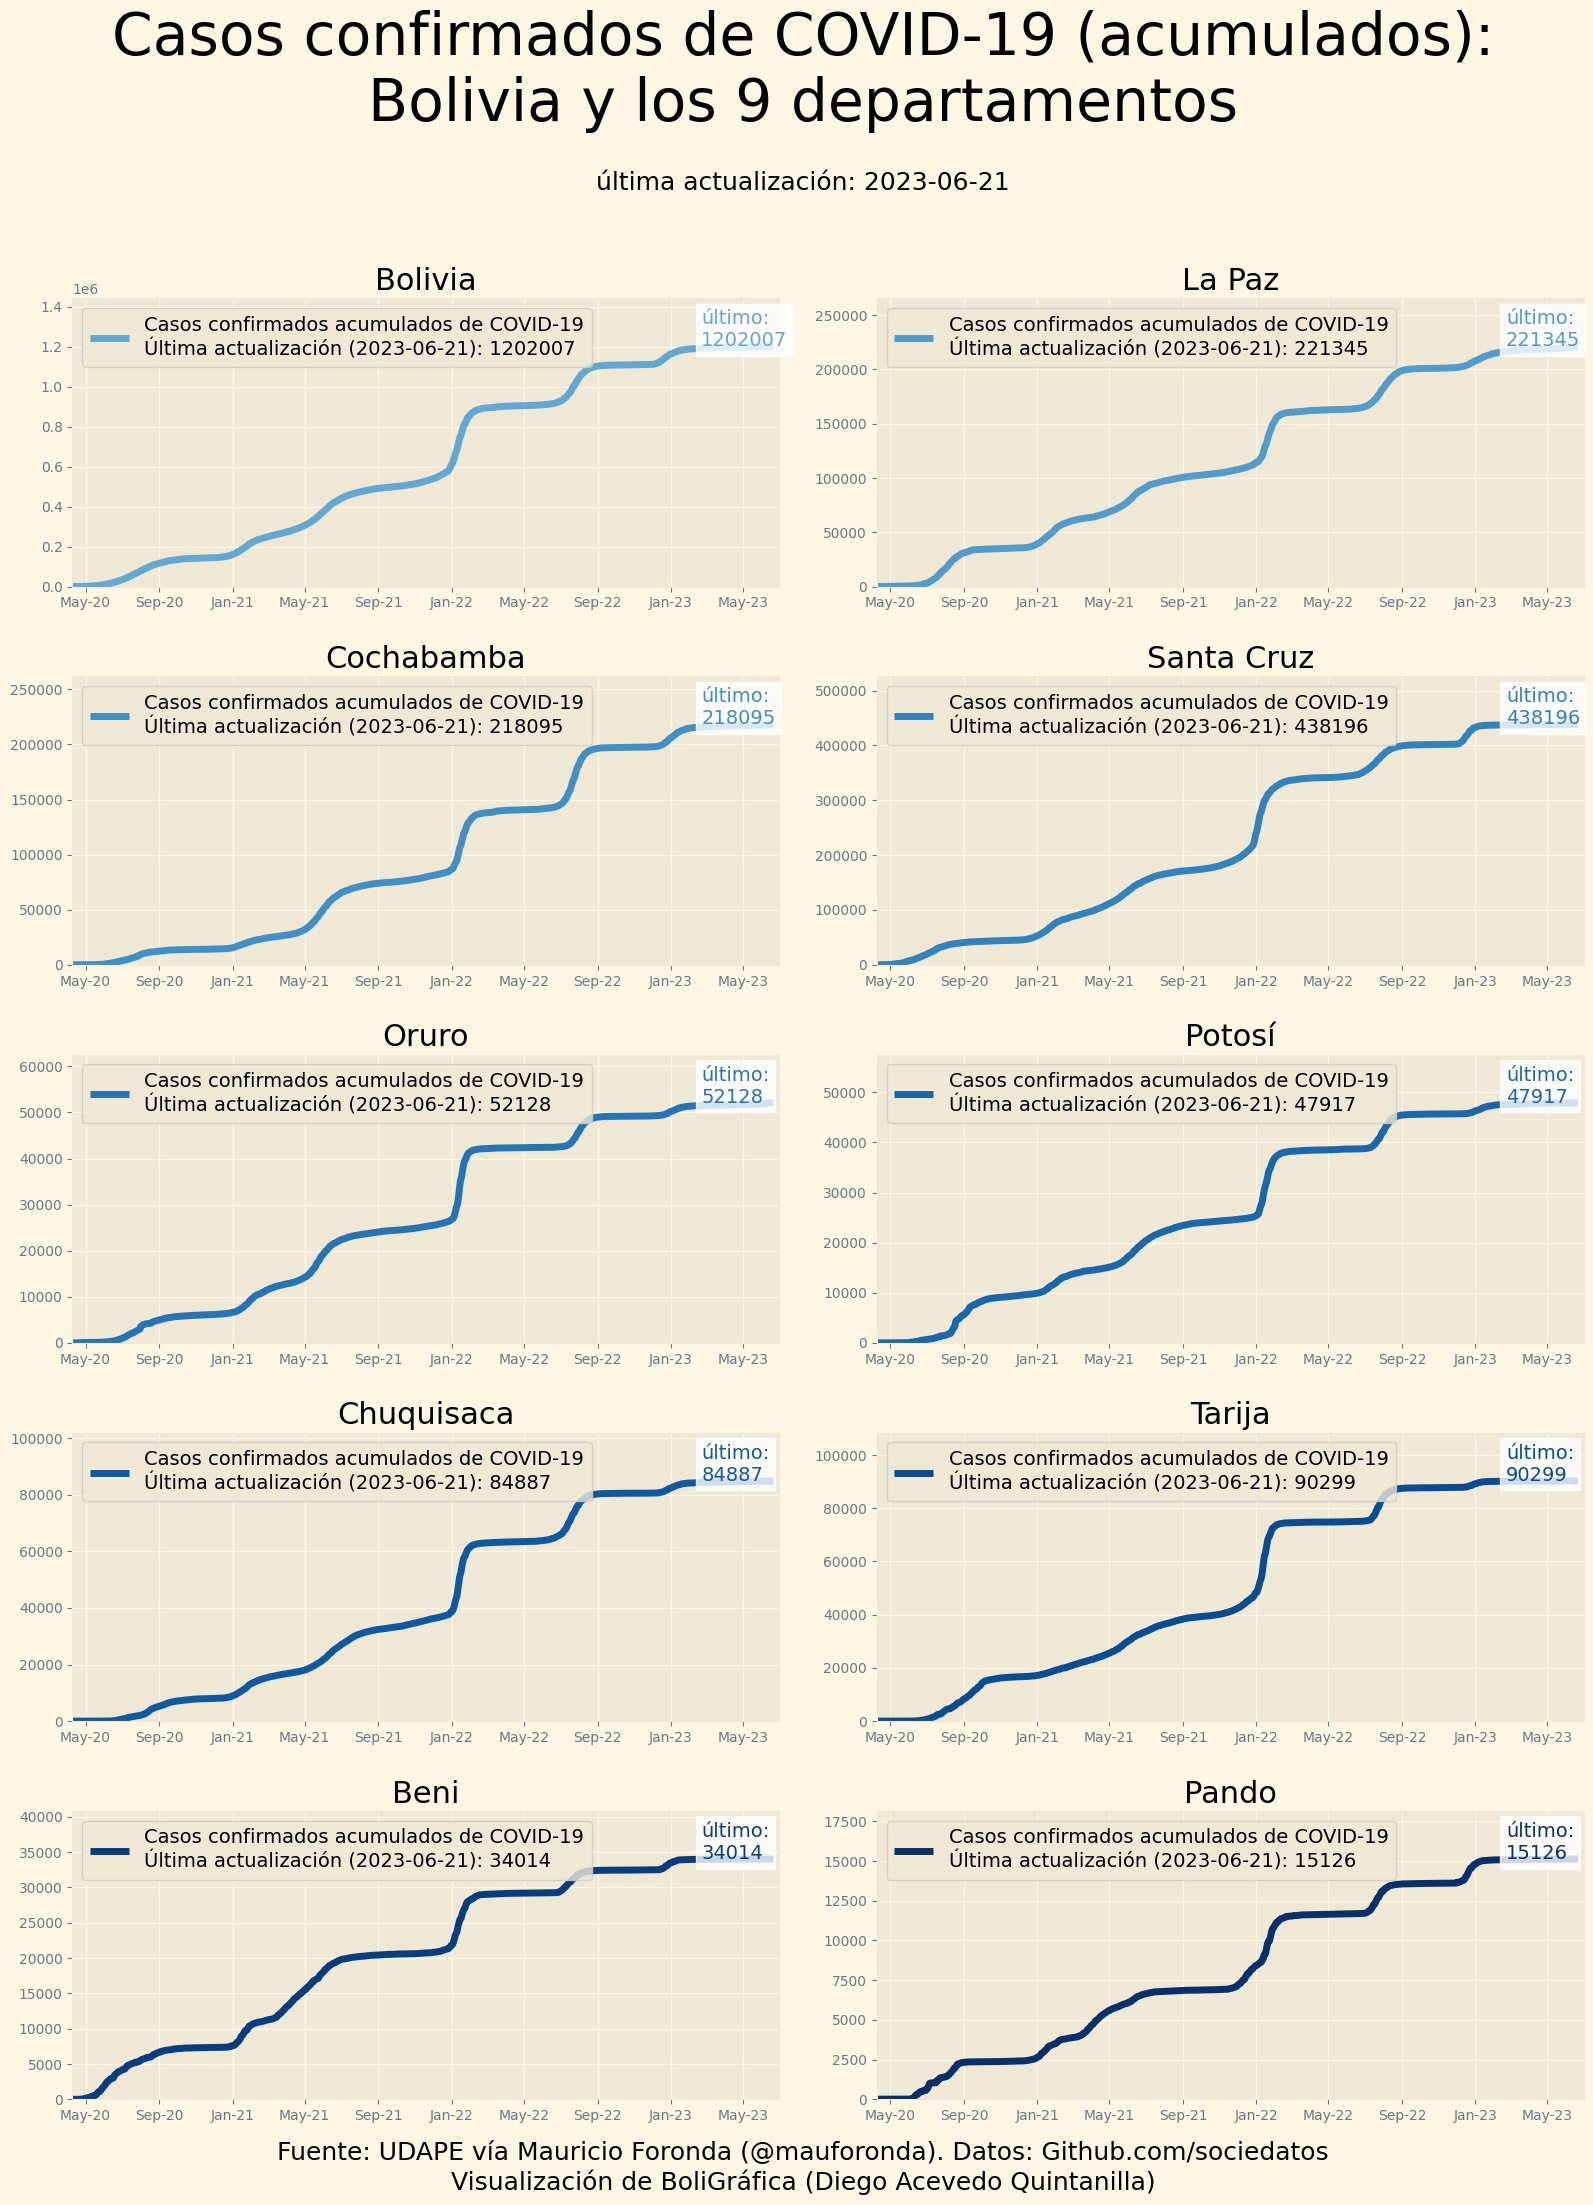 Casos confirmados de COVID-19 (acumulados):
Bolivia y los 9 departamentos
última actualización: 2023-06-21
Bolivia
1e6
1.4
1.2
1.0
0.8
0.6
0.4
0.2
0.0
Casos confirmados acumulados de COVID-19
Última actualización (2023-06-21): 1202007
último:
1202007
May-20 Sep-20 Jan-21 May-21 Sep-21 Jan-22 May-22 Sep-22 Jan-23 May-23
La Paz
250000
200000
150000
100000
50000
0
Casos confirmados acumulados de COVID-19
Última actualización (2023-06-21): 221345
último:
221345
May-20 Sep-20 Jan-21 May-21 Sep-21 Jan-22 May-22 Sep-22 Jan-23 May-23
Cochabamba
250000
200000
150000
100000
50000
0
Casos confirmados acumulados de COVID-19
Última actualización (2023-06-21): 218095
último:
218095
May-20 Sep-20 Jan-21 May-21 Sep-21 Jan-22 May-22 Sep-22 Jan-23 May-23
Santa Cruz
500000
400000
300000
200000
100000
0
Casos confirmados acumulados de COVID-19
Última actualización (2023-06-21): 438196
último:
438196
May-20 Sep-20 Jan-21 May-21 Sep-21 Jan-22 May-22 Sep-22 Jan-23 May-23
Oruro
60000
50000
40000
30000
20000
10000
0
Casos confirmados acumulados de COVID-19
Última actualización (2023-06-21): 52128
último:
52128
May-20 Sep-20 Jan-21 May-21 Sep-21 Jan-22 May-22 Sep-22 Jan-23 May-23
Potosí
50000
40000
30000
20000
10000
0
Casos confirmados acumulados de COVID-19
Última actualización (2023-06-21): 47917
último:
47917
May-20 Sep-20 Jan-21 May-21 Sep-21 Jan-22 May-22 Sep-22 Jan-23 May-23
Chuquisaca
100000
80000
60000
40000
20000
0
Casos confirmados acumulados de COVID-19
Última actualización (2023-06-21): 84887
último:
84887
May-20 Sep-20 Jan-21 May-21 Sep-21 Jan-22 May-22 Sep-22 Jan-23 May-23
Tarija
100000
80000
60000
40000
20000
0
Casos confirmados acumulados de COVID-19
Última actualización (2023-06-21): 90299
último:
90299
May-20 Sep-20 Jan-21 May-21 Sep-21 Jan-22 May-22 Sep-22 Jan-23 May-23
Beni
40000
35000
30000
25000
20000
15000
10000
5000
0
Casos confirmados acumulados de COVID-19
Última actualización (2023-06-21): 34014
último:
34014
May-20 Sep-20 Jan-21 May-21 Sep-21 Jan-22 May-22 Sep-22 Jan-23 May-23
Pando
17500
15000
12500
10000
7500
5000
2500
0
Casos confirmados acumulados de COVID-19
Última actualización (2023-06-21): 15126
último:
15126
May-20 Sep-20 Jan-21 May-21 Sep-21 Jan-22 May-22 Sep-22 Jan-23 May-23
Fuente: UDAPE vía Mauricio Foronda (@mauforonda). Datos: Github.com/sociedatos
Visualización de BoliGráfica (Diego Acevedo Quintanilla)